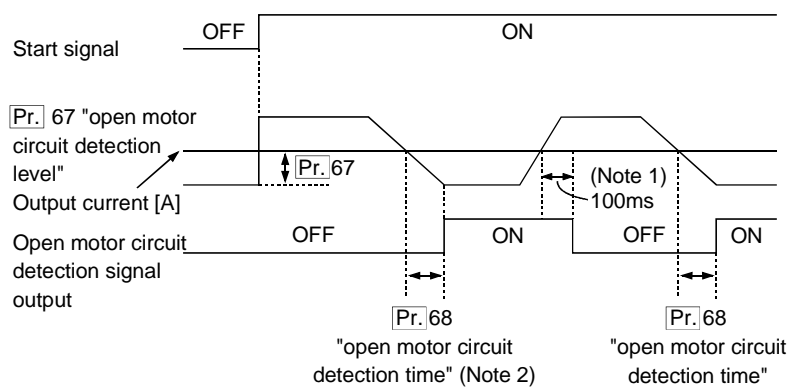 OFF
ON
Start signal
Pr. 67 "open motor
circuit detection
level"
Pr. 67
Output current [A]
(Note 1)
100ms
Open motor circuit
detection signal
output
OFF
ON
OFF
ON
Pr. 68
"open motor circuit
detection time" (Note 2)
Pr. 68
"open motor circuit
detection time"